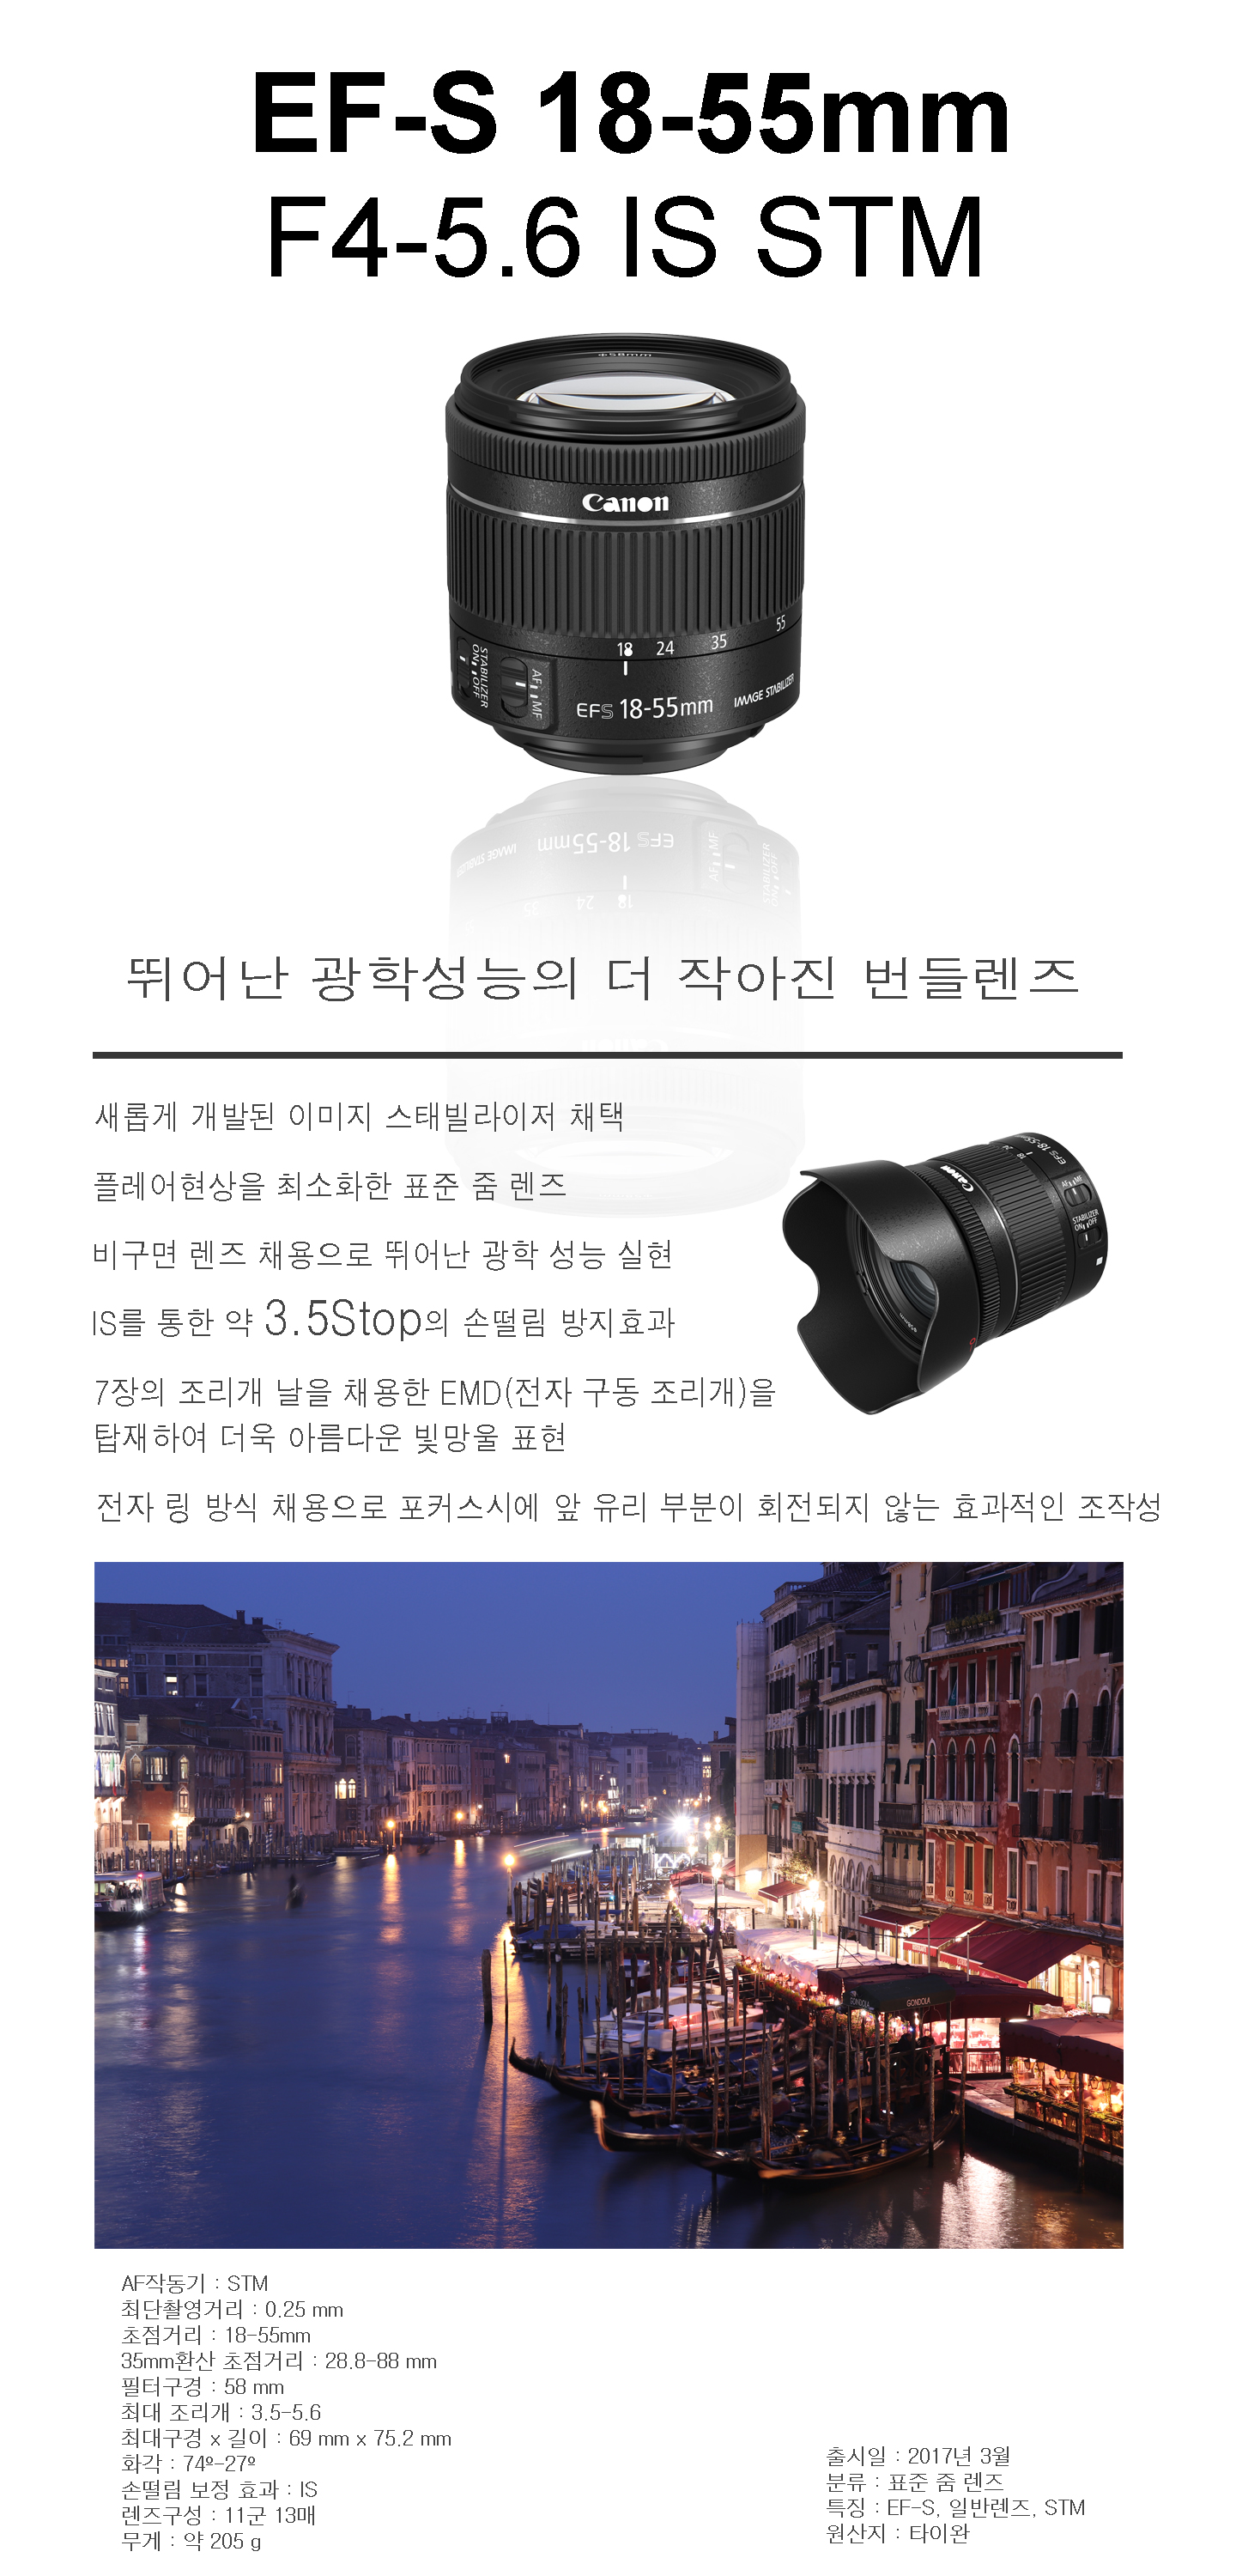 EF-S 18-55mm
F4-5.6 IS STM
Φ58mm
Canon
18 24 35 55
STABILIZER
ON OFF
AF MF
EFS 18-55mm
IMAGE STABILIZER
뛰어난 광학성능의 더 작아진 번들렌즈
새롭게 개발된 이미지 스태빌라이저 채택
플레어현상을 최소화한 표준 줌 렌즈
비구면 렌즈 채용으로 뛰어난 광학 성능 실현
IS를 통한 약 3.5Stop의 손떨림 방지효과
7장의 조리개 날을 채용한 EMD(전자 구동 조리개)을
탑재하여 더욱 아름다운 빛망울 표현
Canon
EFS 18-55mm
AF MF
STABILIZER
ON OFF
전자 링 방식 채용으로 포커스시에 앞 유리 부분이 회전되지 않는 효과적인 조작성
GONDOLA
GONDOLA
AF작동기 : STM
최단촬영거리 : 0.25 mm
초점거리 : 18-55mm
35mm환산 초점거리 : 28.8-88 mm
필터구경 : 58 mm
최대 조리개 : 3.5-5.6
최대구경 x 길이 : 69 mm x 75.2 mm
화각 : 74º-27º
손떨림 보정 효과 : IS
렌즈구성 : 11군 13매
무게 : 약 205 g
출시일 : 2017년 3월
분류 : 표준 줌 렌즈
특징 : EF-S, 일반렌즈, STM
원산지 : 타이완